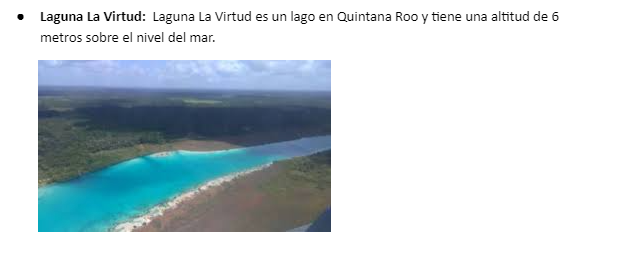 • Laguna La Virtud: Laguna La Virtud es un lago en Quintana Roo y tiene una altitud de 6
metros sobre el nivel del mar.